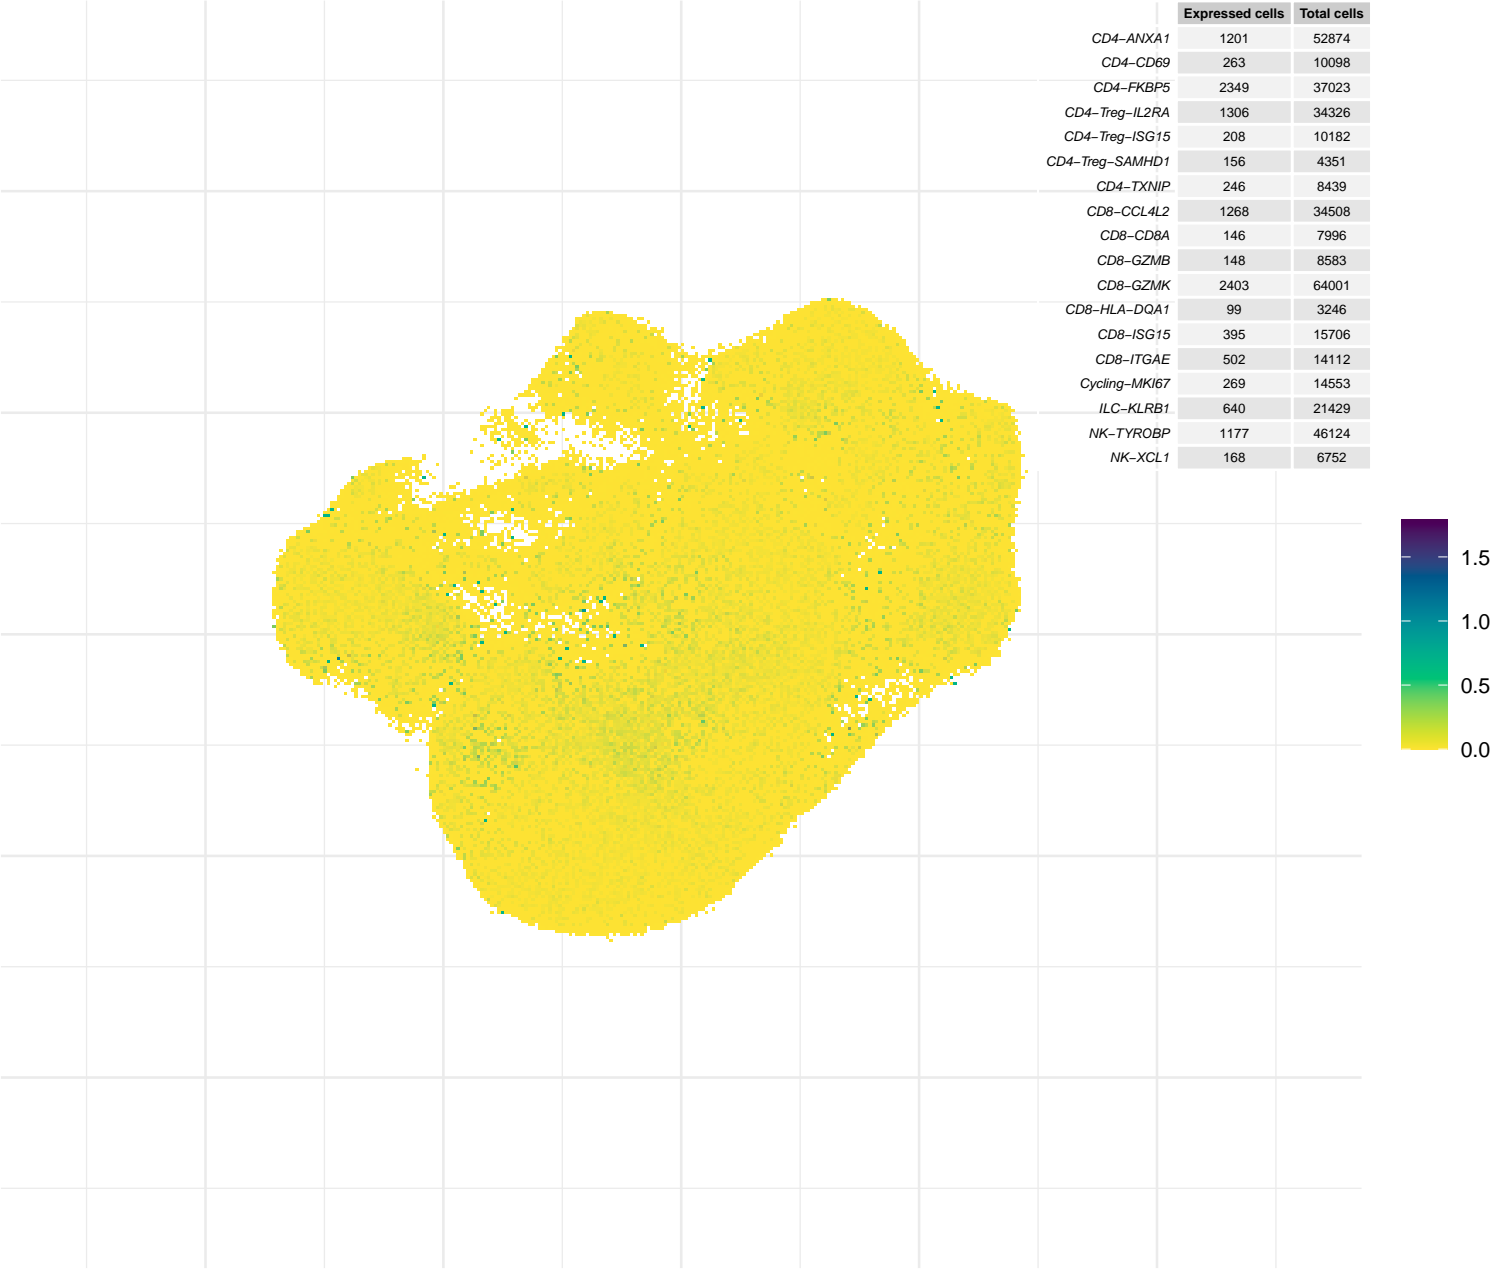 Expressed cells Total cells
CD4−ANXA1 1201 52874
CD4−CD69 263 10098
CD4−FKBP5 2349 37023
CD4−Treg−IL2RA 1306 34326
CD4−Treg−ISG15 208 10182
CD4−Treg−SAMHD1 156 4351
CD4−TXNIP 246 8439
CD8−CCL4L2 1268 34508
CD8−CD8A 146 7996
CD8−GZMB 148 8583
CD8−GZMK 2403 64001
CD8−HLA−DQA1 99 3246
CD8−ISG15 395 15706
CD8−ITGAE 502 14112
Cycling−MKI67 269 14553
ILC−KLRB1 640 21429
NK−TYROBP 1177 46124
NK−XCL1 168 6752
1.5
1.0
0.5
0.0